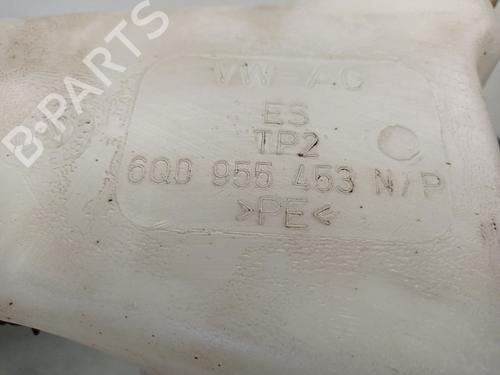 B-PARTS
VW AG
ES
TP2
6Q0 955 453 N/P
>PE<